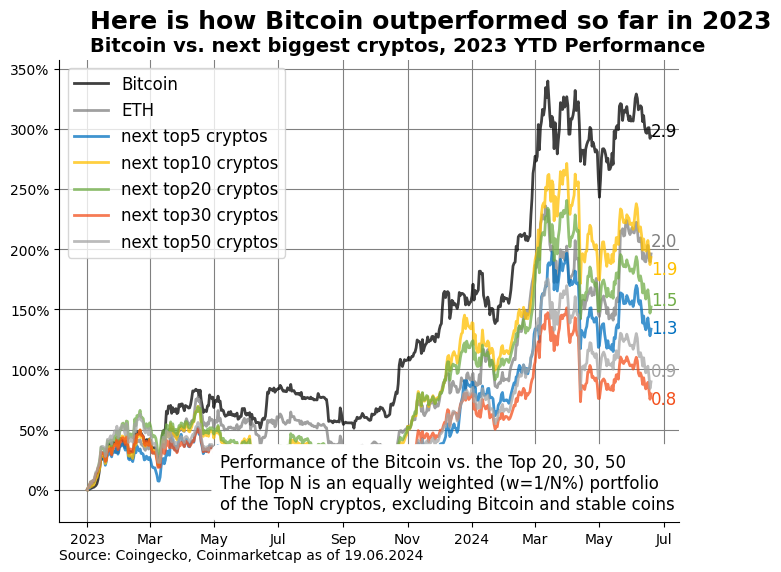 Here is how Bitcoin outperformed so far in 2023
Bitcoin vs. next biggest cryptos, 2023 YTD Performance
350%
300%
250%
200%
150%
100%
50%
0%
Bitcoin
ETH
next top5 cryptos
next top10 cryptos
next top20 cryptos
next top30 cryptos
next top50 cryptos
2.9
2.0
1.9
1.5
1.3
0.9
0.8
Performance of the Bitcoin vs. the Top 20, 30, 50
The Top N is an equally weighted (w=1/N%) portfolio
of the TopN cryptos, excluding Bitcoin and stable coins
2023 Mar May Jul Sep Nov 2024 Mar May Jul
Source: Coingecko, Coinmarketcap as of 19.06.2024